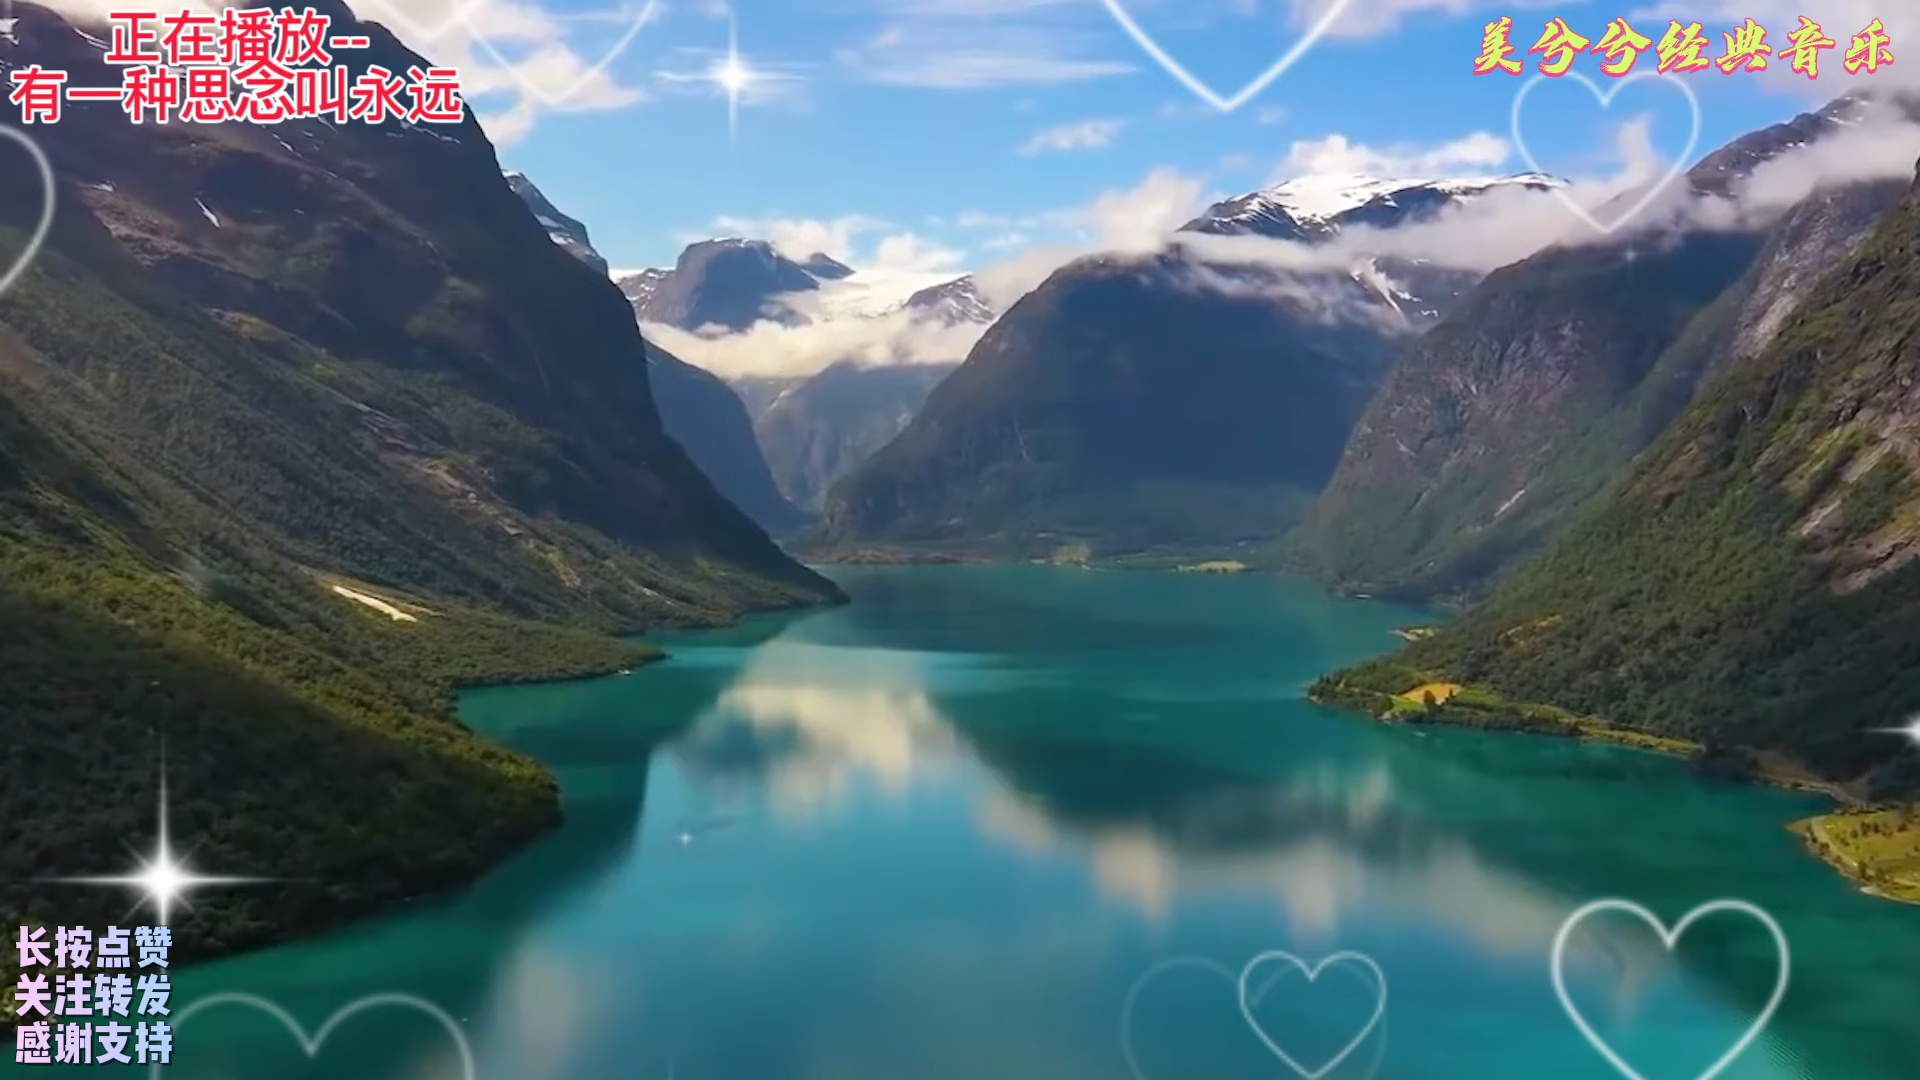 正在播放--
有一种思念叫永远
美兮兮经典音乐
长按点赞
关注转发
感谢支持